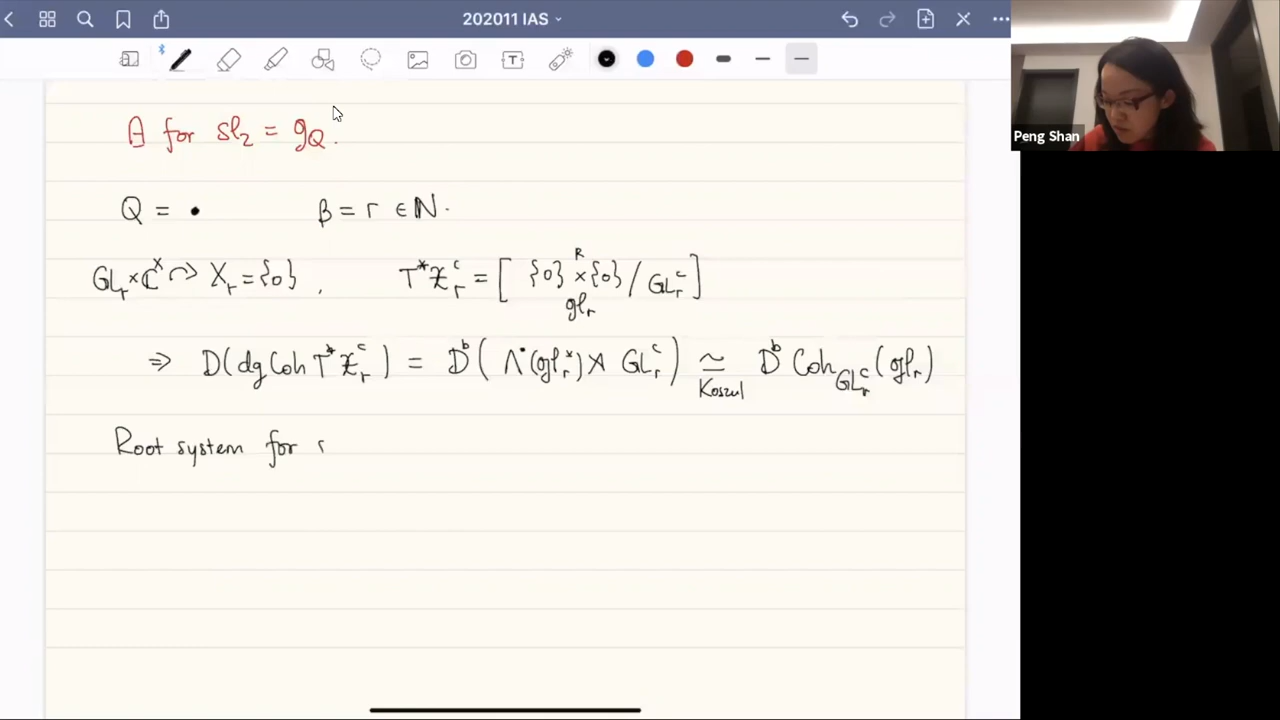 202011 IAS
Peng Shan
A for sl₂ = g_Q.
Q = • β = r ∈ ℕ.
GL_r × ℂ^× ↷ X_r = {0}, T*𝒳_r^c = [ {0} ×^R_{gl_r} {0} / GL_r^c ]
⇒ D(dg Coh T*𝒳_r^c) = D^b( Λ^•(gl_r^*) ⋊ GL_r^c ) ≃_{Koszul} D^b Coh_{GL_r^c}(gl_r)
Root system for